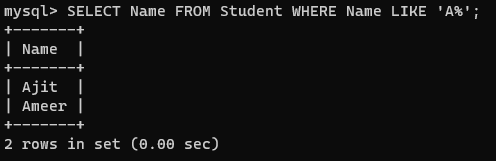 mysql> SELECT Name FROM Student WHERE Name LIKE 'A%';
+-------+
| Name  |
+-------+
| Ajit  |
| Ameer |
+-------+
2 rows in set (0.00 sec)